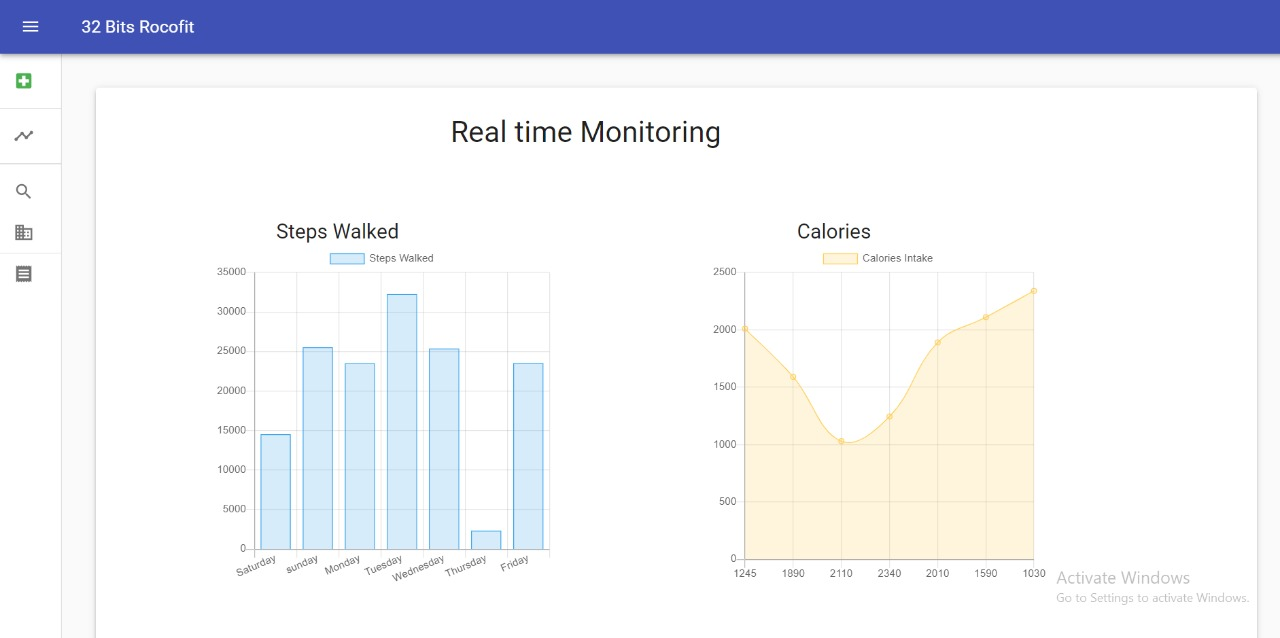 32 Bits Rocofit
Real time Monitoring
Steps Walked
Steps Walked
35000
30000
25000
20000
15000
10000
5000
0
Saturday
sunday
Monday
Tuesday
Wednesday
Thursday
Friday
Calories
Calories Intake
2500
2000
1500
1000
500
0
1245 1890 2110 2340 2010 1590 1030
Activate Windows
Go to Settings to activate Windows.